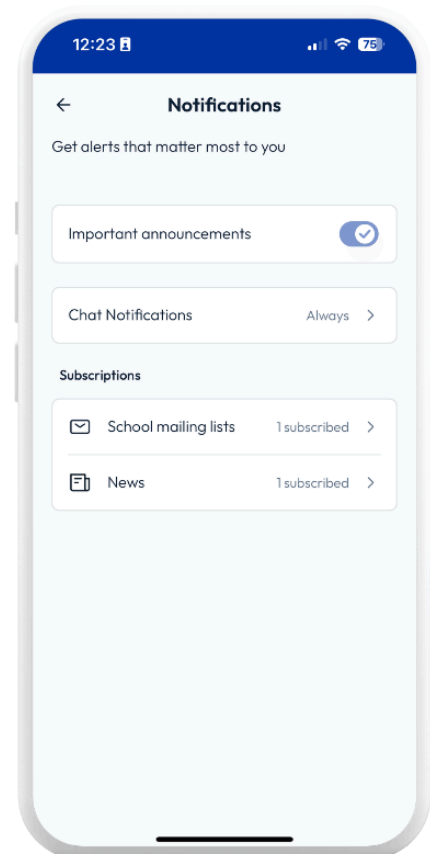 12:23
75
Notifications
Get alerts that matter most to you
Important announcements
Chat Notifications Always
Subscriptions
School mailing lists 1 subscribed
News 1 subscribed